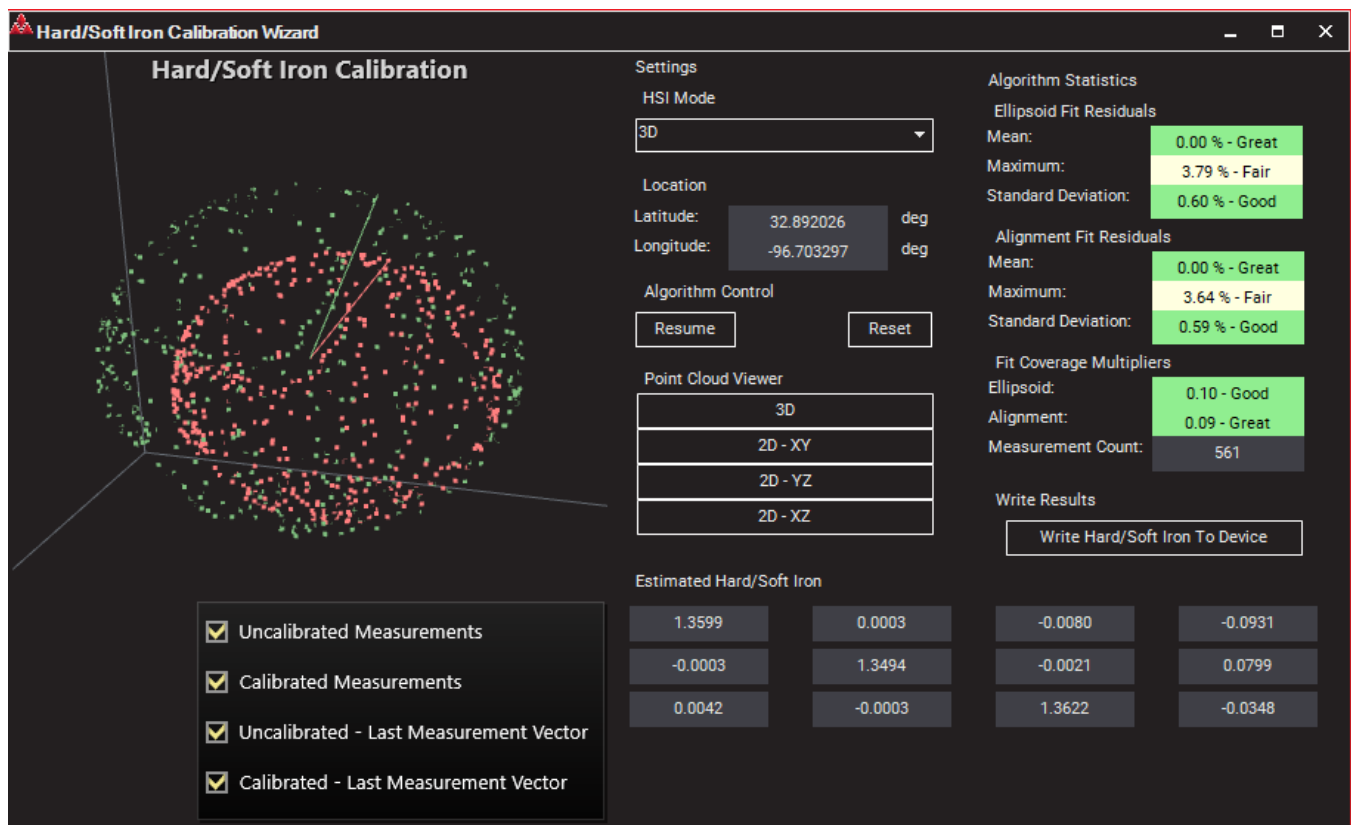 Hard/Soft Iron Calibration Wizard
Hard/Soft Iron Calibration
Uncalibrated Measurements
Calibrated Measurements
Uncalibrated - Last Measurement Vector
Calibrated - Last Measurement Vector
Settings
HSI Mode
3D
Location
Latitude: 32.892026 deg
Longitude: -96.703297 deg
Algorithm Control
Resume Reset
Point Cloud Viewer
3D
2D - XY
2D - YZ
2D - XZ
Algorithm Statistics
Ellipsoid Fit Residuals
Mean: 0.00 % - Great
Maximum: 3.79 % - Fair
Standard Deviation: 0.60 % - Good
Alignment Fit Residuals
Mean: 0.00 % - Great
Maximum: 3.64 % - Fair
Standard Deviation: 0.59 % - Good
Fit Coverage Multipliers
Ellipsoid: 0.10 - Good
Alignment: 0.09 - Great
Measurement Count: 561
Write Results
Write Hard/Soft Iron To Device
Estimated Hard/Soft Iron
1.3599 0.0003 -0.0080 -0.0931
-0.0003 1.3494 -0.0021 0.0799
0.0042 -0.0003 1.3622 -0.0348